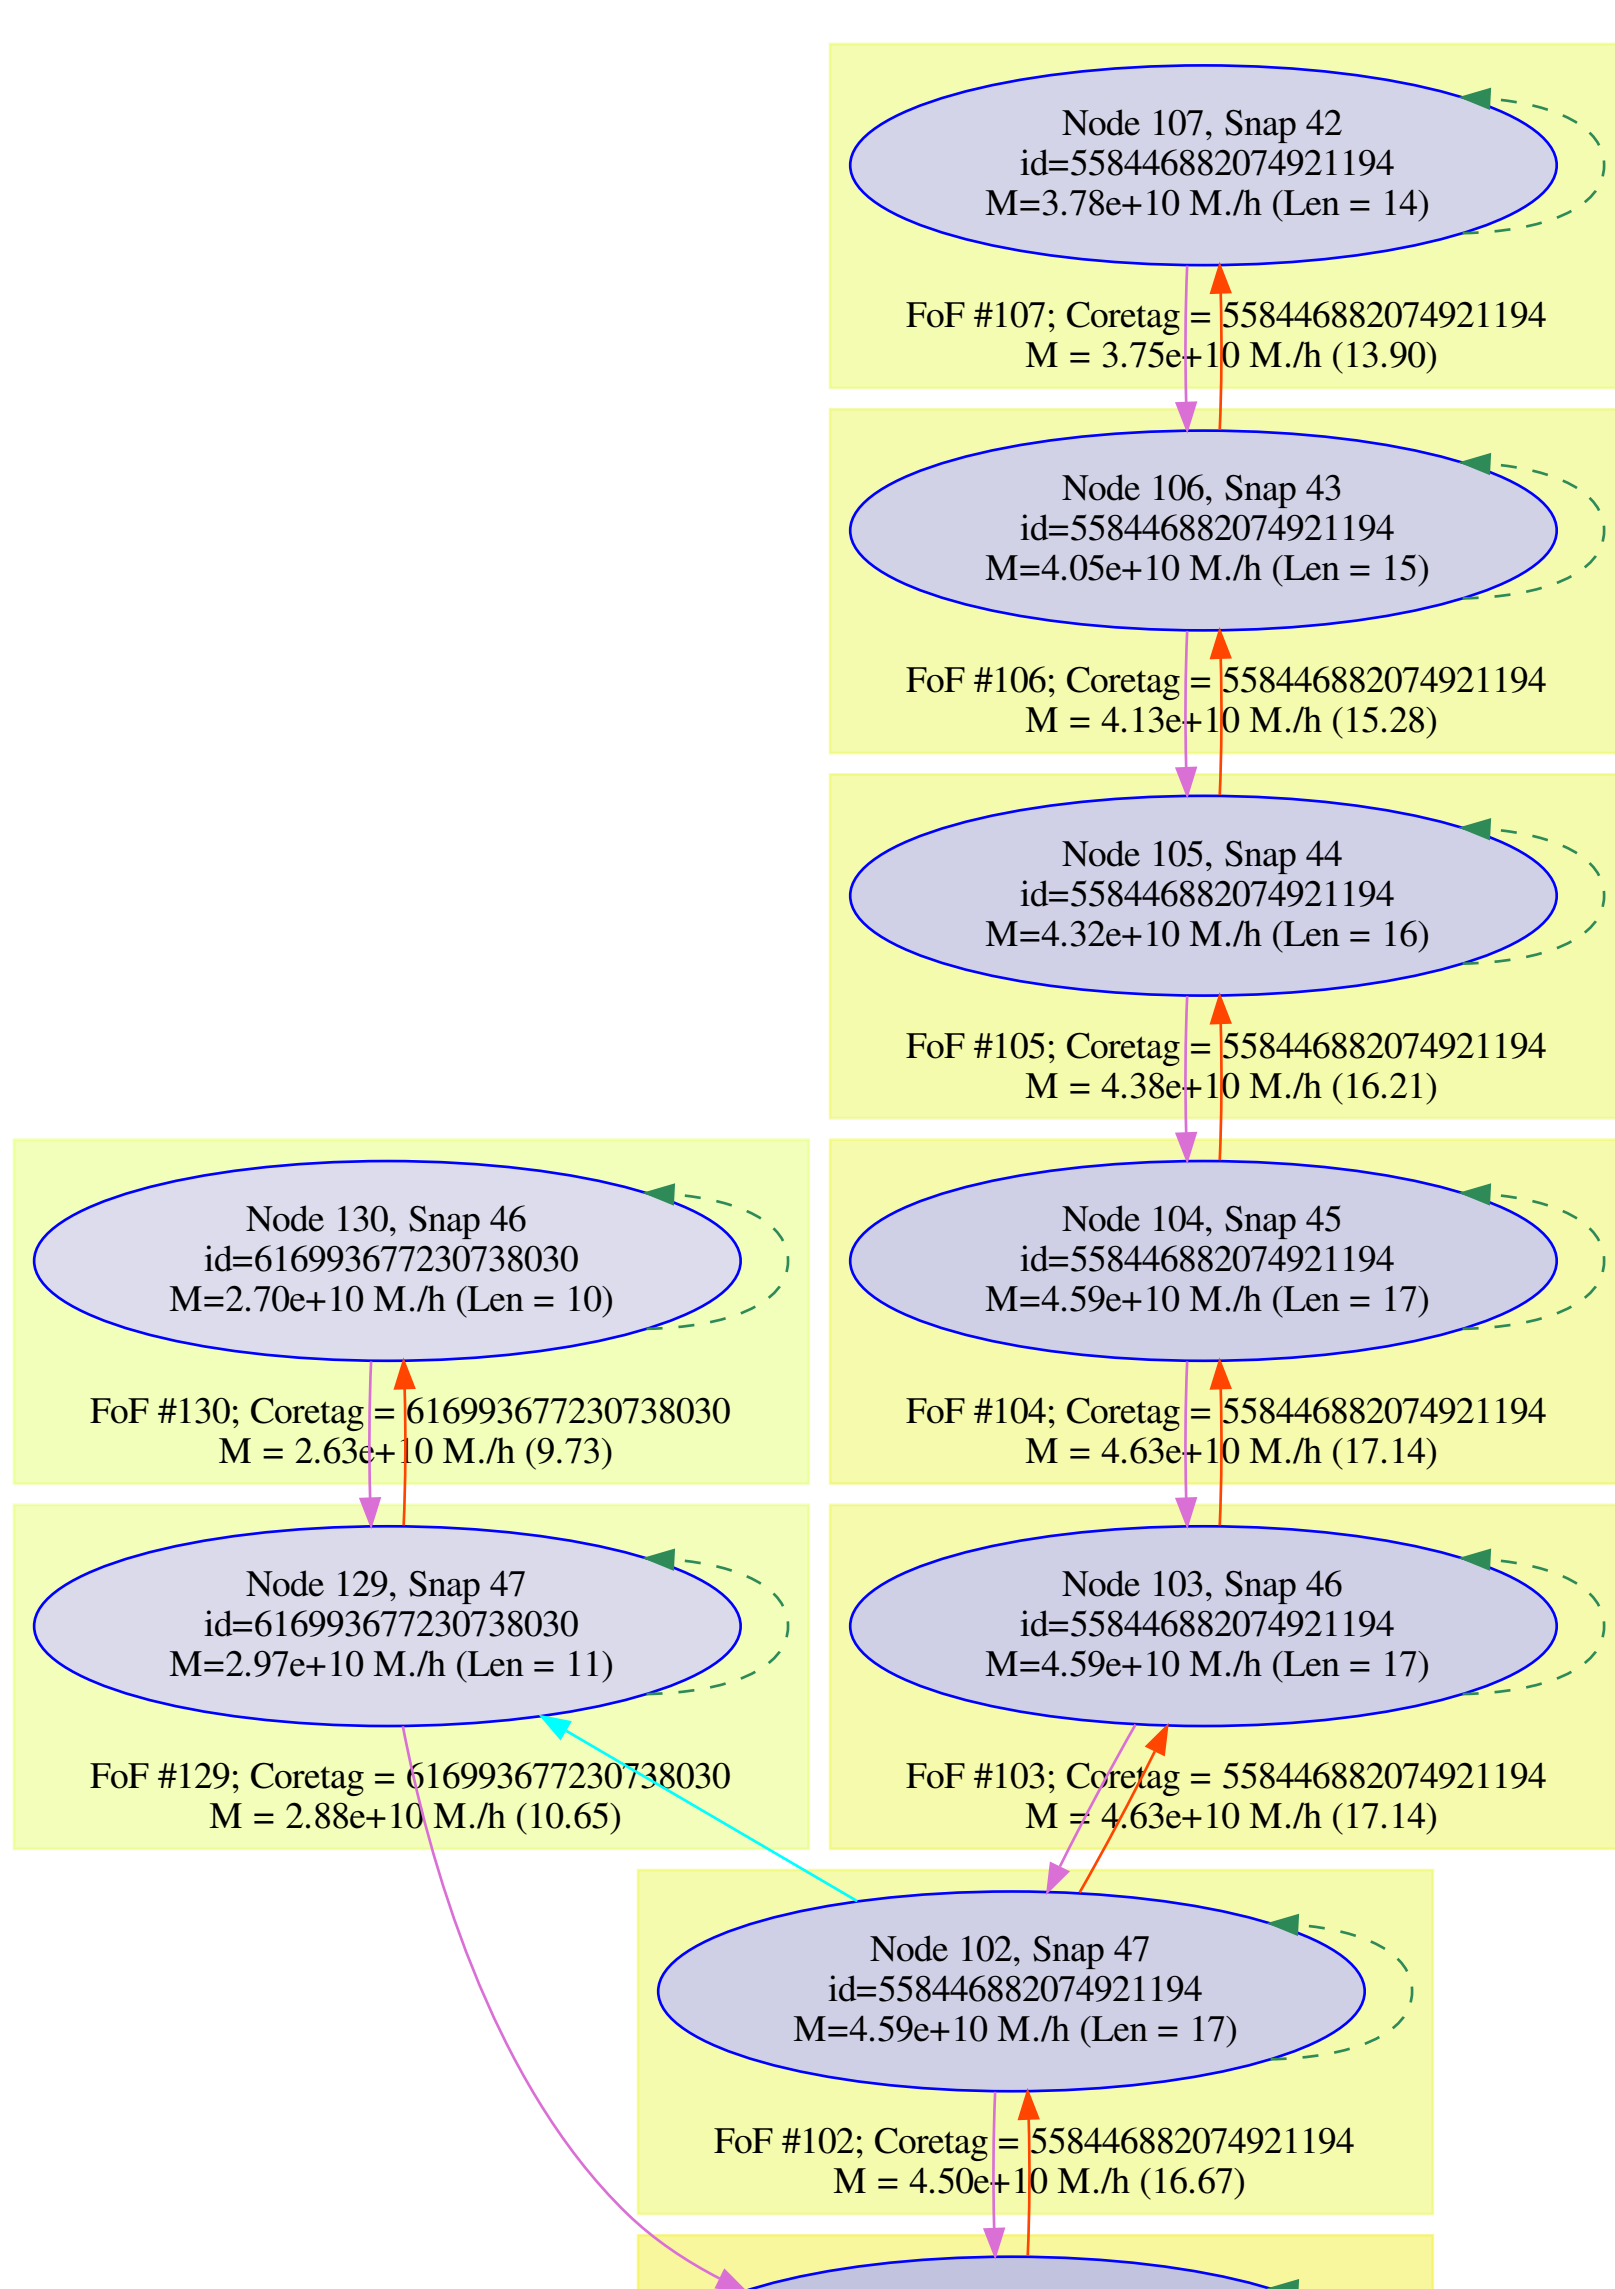 Node 107, Snap 42
id=558446882074921194
M=3.78e+10 M./h (Len = 14)
FoF #107; Coretag = 558446882074921194
M = 3.75e+10 M./h (13.90)
Node 106, Snap 43
id=558446882074921194
M=4.05e+10 M./h (Len = 15)
FoF #106; Coretag = 558446882074921194
M = 4.13e+10 M./h (15.28)
Node 105, Snap 44
id=558446882074921194
M=4.32e+10 M./h (Len = 16)
FoF #105; Coretag = 558446882074921194
M = 4.38e+10 M./h (16.21)
Node 130, Snap 46
id=616993677230738030
M=2.70e+10 M./h (Len = 10)
FoF #130; Coretag = 616993677230738030
M = 2.63e+10 M./h (9.73)
Node 104, Snap 45
id=558446882074921194
M=4.59e+10 M./h (Len = 17)
FoF #104; Coretag = 558446882074921194
M = 4.63e+10 M./h (17.14)
Node 129, Snap 47
id=616993677230738030
M=2.97e+10 M./h (Len = 11)
FoF #129; Coretag = 616993677230738030
M = 2.88e+10 M./h (10.65)
Node 103, Snap 46
id=558446882074921194
M=4.59e+10 M./h (Len = 17)
FoF #103; Coretag = 558446882074921194
M = 4.63e+10 M./h (17.14)
Node 102, Snap 47
id=558446882074921194
M=4.59e+10 M./h (Len = 17)
FoF #102; Coretag = 558446882074921194
M = 4.50e+10 M./h (16.67)